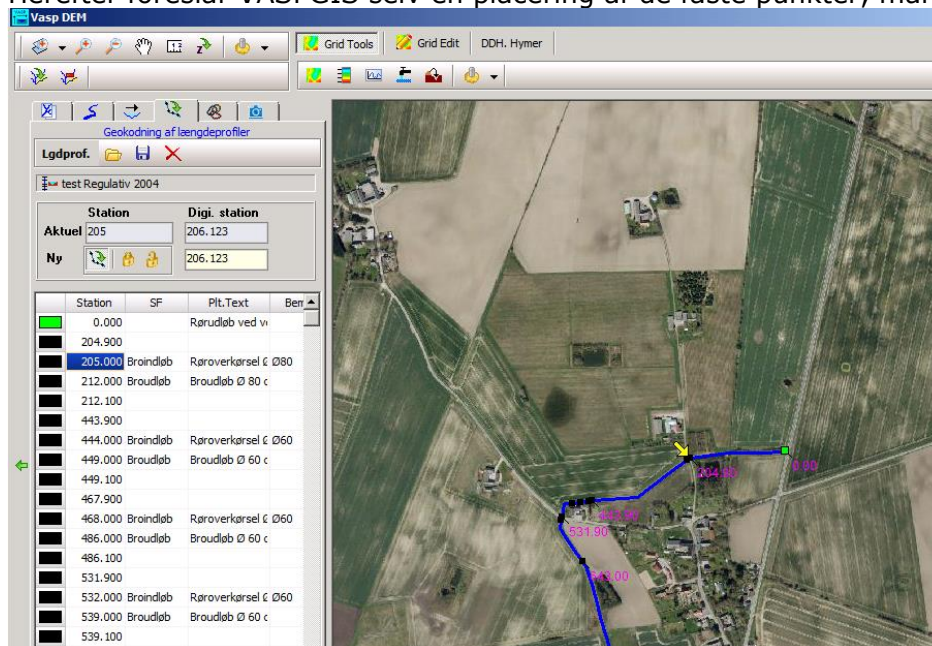 Herefter foreslår VASP GIS selv en placering af de faste punkter, man
Vasp DEM
Grid Tools Grid Edit DDH. Hymer
Geokodning af længdeprofiler
Lgdprof.
test Regulativ 2004
Station Digi. station
Aktuel 205 206.123
Ny 206.123
Station SF Plt.Text Bem
0.000 Rørudløb ved v
204.900
205.000 Broindløb Røroverkørsel Ø Ø80
212.000 Broudløb Broudløb Ø 80 c
212.100
443.900
444.000 Broindløb Røroverkørsel Ø Ø60
449.000 Broudløb Broudløb Ø 60 c
449.100
467.900
468.000 Broindløb Røroverkørsel Ø Ø60
486.000 Broudløb Broudløb Ø 60 c
486.100
531.900
532.000 Broindløb Røroverkørsel Ø Ø60
539.000 Broudløb Broudløb Ø 60 c
539.100
0.00
204.90
531.90